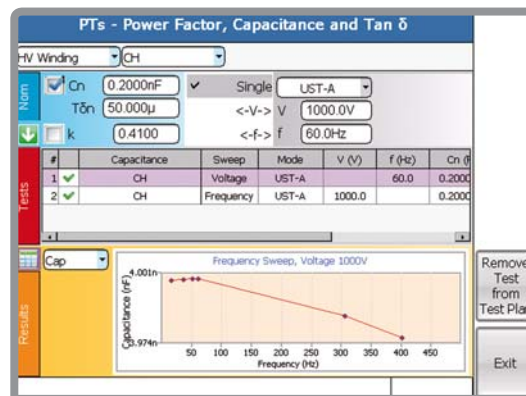 PTs - Power Factor, Capacitance and Tan δ
HV Winding CH
Nom
1 Cn 0.2000nF Single UST-A
Tδn 50.000µ <-V-> V 1000.0V
k 0.4100 <-f-> f 60.0Hz
Tests
# Capacitance Sweep Mode V (V) f (Hz) Cn (F
1 CH Voltage UST-A 60.0 0.2000
2 CH Frequency UST-A 1000.0 0.2000
Results
Cap
Frequency Sweep, Voltage 1000V
Capacitance (nF)
4.001n
3.974n
50 100 150 200 250 300 350 400 450
Frequency (Hz)
Remove
Test
from
Test Plan
Exit